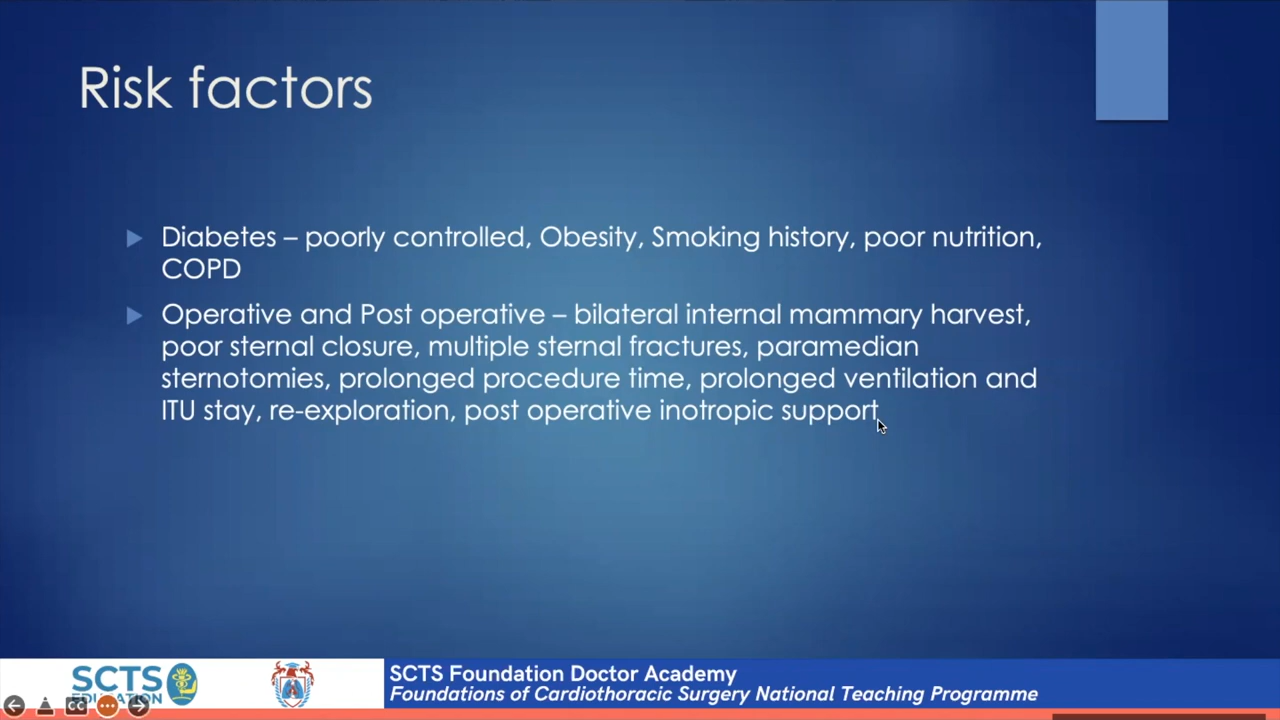 Risk factors
Diabetes – poorly controlled, Obesity, Smoking history, poor nutrition,
COPD
Operative and Post operative – bilateral internal mammary harvest,
poor sternal closure, multiple sternal fractures, paramedian
sternotomies, prolonged procedure time, prolonged ventilation and
ITU stay, re-exploration, post operative inotropic support
SCTS
EDUCATION
CC
SCTS Foundation Doctor Academy
Foundations of Cardiothoracic Surgery National Teaching Programme